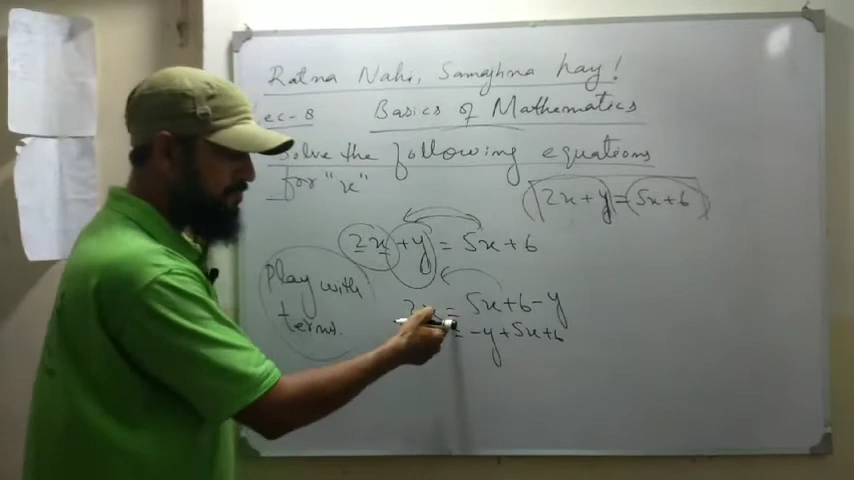 Ratna Nahi, Samajhna hay!
ec-8 Basics of Mathematics
Solve the following equations
for "x"
2x+y=5x+6
2x+y=5x+6
Play with
terms.
2x=5x+6-y
=-y+5x+6